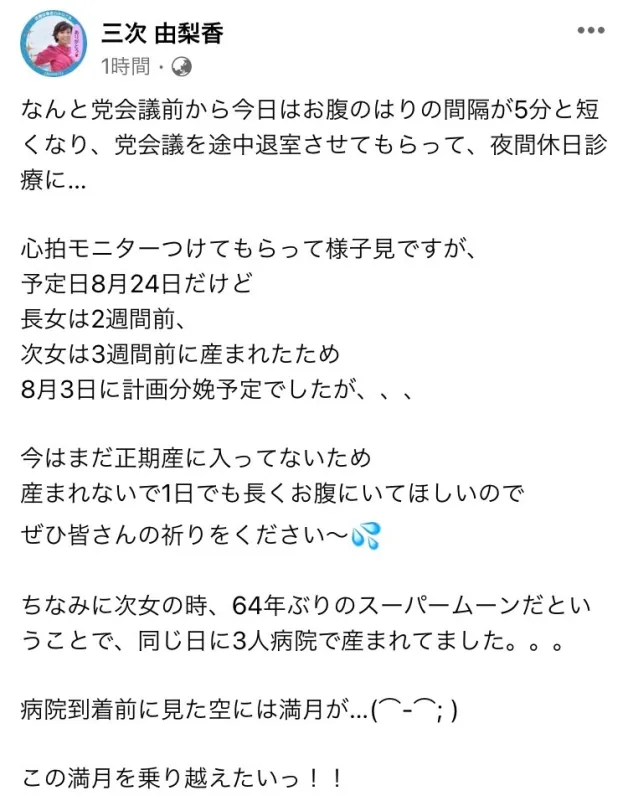 三次 由梨香
1時間
なんと党会議前から今日はお腹のはりの間隔が5分と短
くなり、党会議を途中退室させてもらって、夜間休日診
療に...
心拍モニターつけてもらって様子見ですが、
予定日8月24日だけど
長女は2週間前、
次女は3週間前に産まれたため
8月3日に計画分娩予定でしたが、、、
今はまだ正期産に入ってないため
産まれないで1日でも長くお腹にいてほしいので
ぜひ皆さんの祈りをください〜💦
ちなみに次女の時、64年ぶりのスーパームーンだとい
うことで、同じ日に3人病院で産まれてました。。。
病院到着前に見た空には満月が...(⌒-⌒; )
この満月を乗り越えたいっ！！